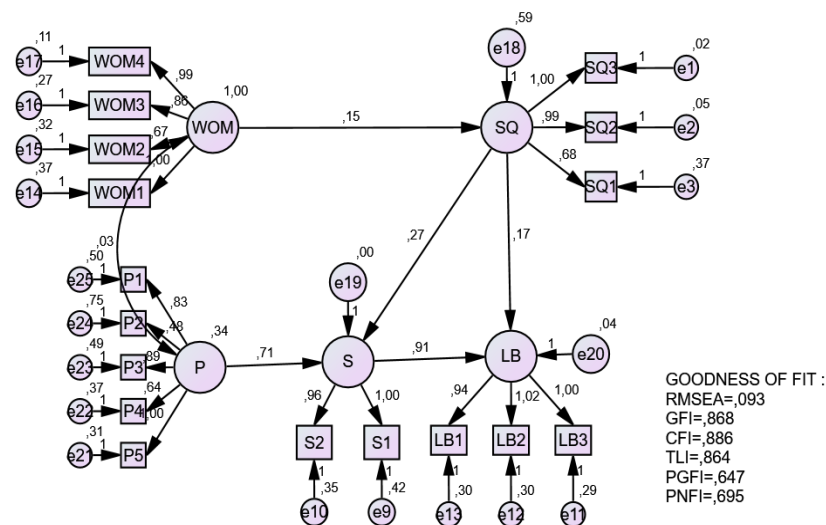 ,11
e17
1
WOM4
,99
,27
e16
1
WOM3
,86
,32
e15
1
WOM2
,67
,37
e14
1
WOM1
1,00
1,00
WOM
,15
,59
e18
1
SQ
1,00
SQ3
1
,02
e1
,99
SQ2
1
,05
e2
,68
SQ1
1
,37
e3
,03
,27
,17
,50
e25
1
P1
,83
,75
e24
1
P2
,48
,49
e23
1
P3
,89
,37
e22
1
P4
,64
,31
e21
1
P5
1,00
,34
P
,71
,00
e19
1
S
,91
LB
1
,04
e20
,96
1,00
,94
1,02
1,00
S2
S1
LB1
LB2
LB3
1
1
1
1
1
,35
,42
,30
,30
,29
e10
e9
e13
e12
e11
GOODNESS OF FIT :
RMSEA=,093
GFI=,868
CFI=,886
TLI=,864
PGFI=,647
PNFI=,695